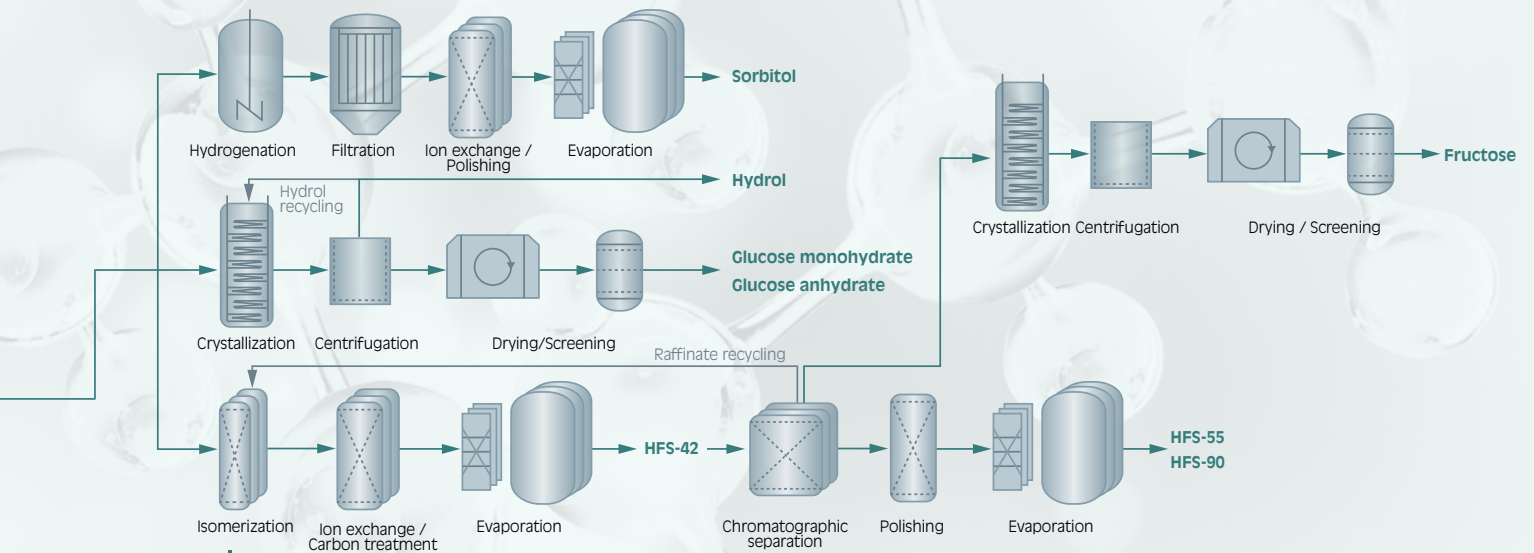 Sorbitol
Hydrogenation
Filtration
Ion exchange /
Polishing
Evaporation
Hydrol
recycling
Hydrol
Fructose
Crystallization
Centrifugation
Drying / Screening
Glucose monohydrate
Glucose anhydrate
Crystallization
Centrifugation
Drying/Screening
Raffinate recycling
HFS-42
HFS-55
HFS-90
Isomerization
Ion exchange /
Carbon treatment
Evaporation
Chromatographic
separation
Polishing
Evaporation